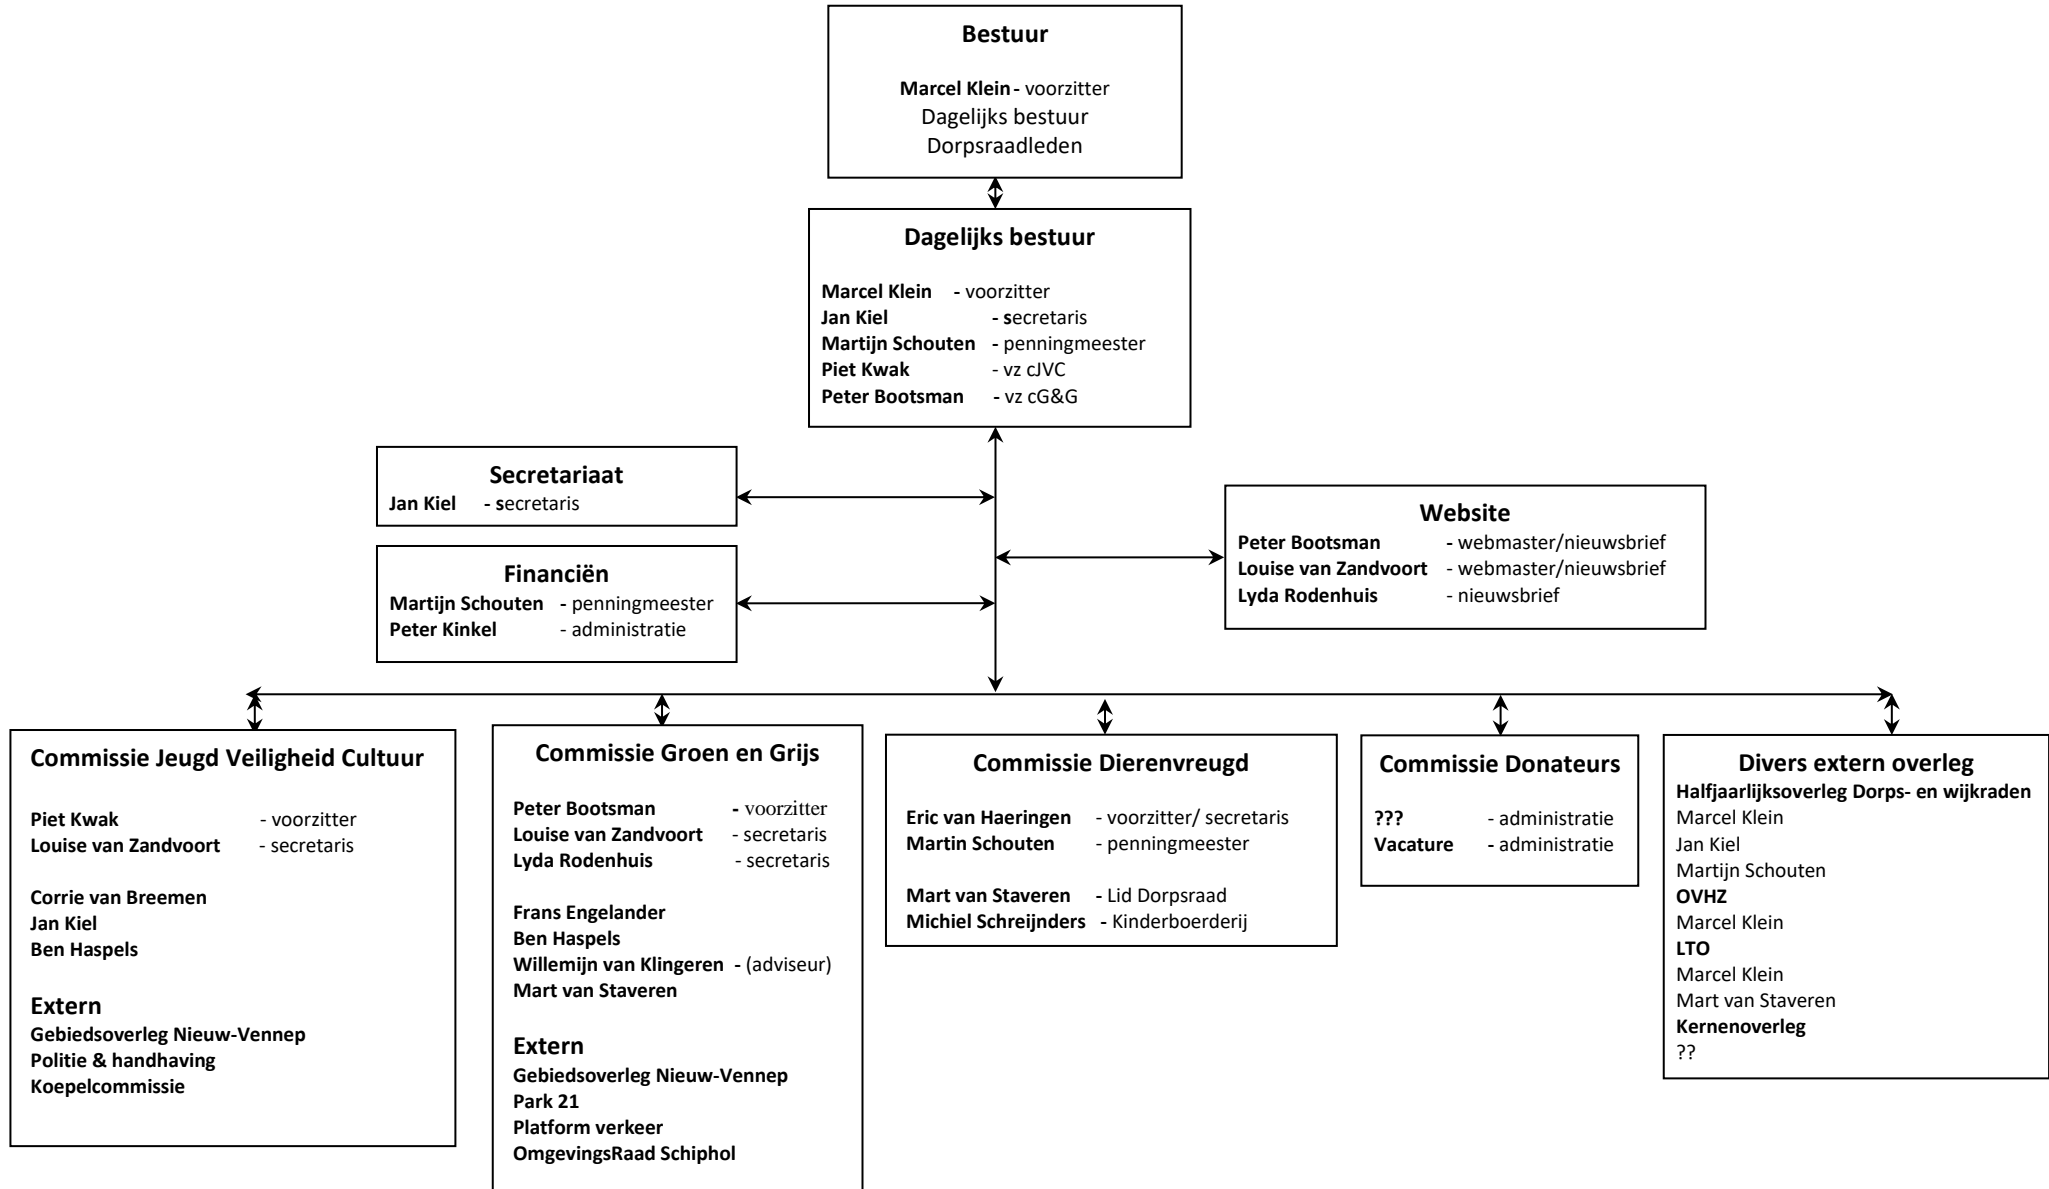 Bestuur
Marcel Klein - voorzitter
Dagelijks bestuur
Dorpsraadleden
Dagelijks bestuur
Marcel Klein - voorzitter
Jan Kiel - secretaris
Martijn Schouten - penningmeester
Piet Kwak - vz cJVC
Peter Bootsman - vz cG&G
Secretariaat
Jan Kiel - secretaris
Financiën
Martijn Schouten - penningmeester
Peter Kinkel - administratie
Website
Peter Bootsman - webmaster/nieuwsbrief
Louise van Zandvoort - webmaster/nieuwsbrief
Lyda Rodenhuis - nieuwsbrief
Commissie Jeugd Veiligheid Cultuur
Piet Kwak - voorzitter
Louise van Zandvoort - secretaris
Corrie van Breemen
Jan Kiel
Ben Haspels
Extern
Gebiedsoverleg Nieuw-Vennep
Politie & handhaving
Koepelcommissie
Commissie Groen en Grijs
Peter Bootsman - voorzitter
Louise van Zandvoort - secretaris
Lyda Rodenhuis - secretaris
Frans Engelander
Ben Haspels
Willemijn van Klingeren - (adviseur)
Mart van Staveren
Extern
Gebiedsoverleg Nieuw-Vennep
Park 21
Platform verkeer
OmgevingsRaad Schiphol
Commissie Dierenvreugd
Eric van Haeringen - voorzitter/ secretaris
Martin Schouten - penningmeester
Mart van Staveren - Lid Dorpsraad
Michiel Schreijnders - Kinderboerderij
Commissie Donateurs
??? - administratie
Vacature - administratie
Divers extern overleg
Halfjaarlijksoverleg Dorps- en wijkraden
Marcel Klein
Jan Kiel
Martijn Schouten
OVHZ
Marcel Klein
LTO
Marcel Klein
Mart van Staveren
Kernenoverleg
??